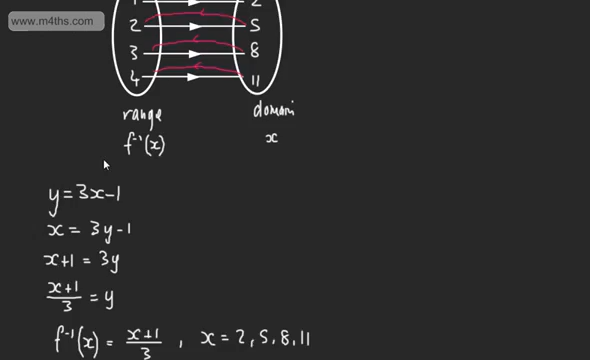 www.m4ths.com
1 2
2 5
3 8
4 11
range domain
f⁻¹(x) x
y = 3x - 1
x = 3y - 1
x+1 = 3y
x+1/3 = y
f⁻¹(x) = x+1/3 , x = 2, 5, 8, 11